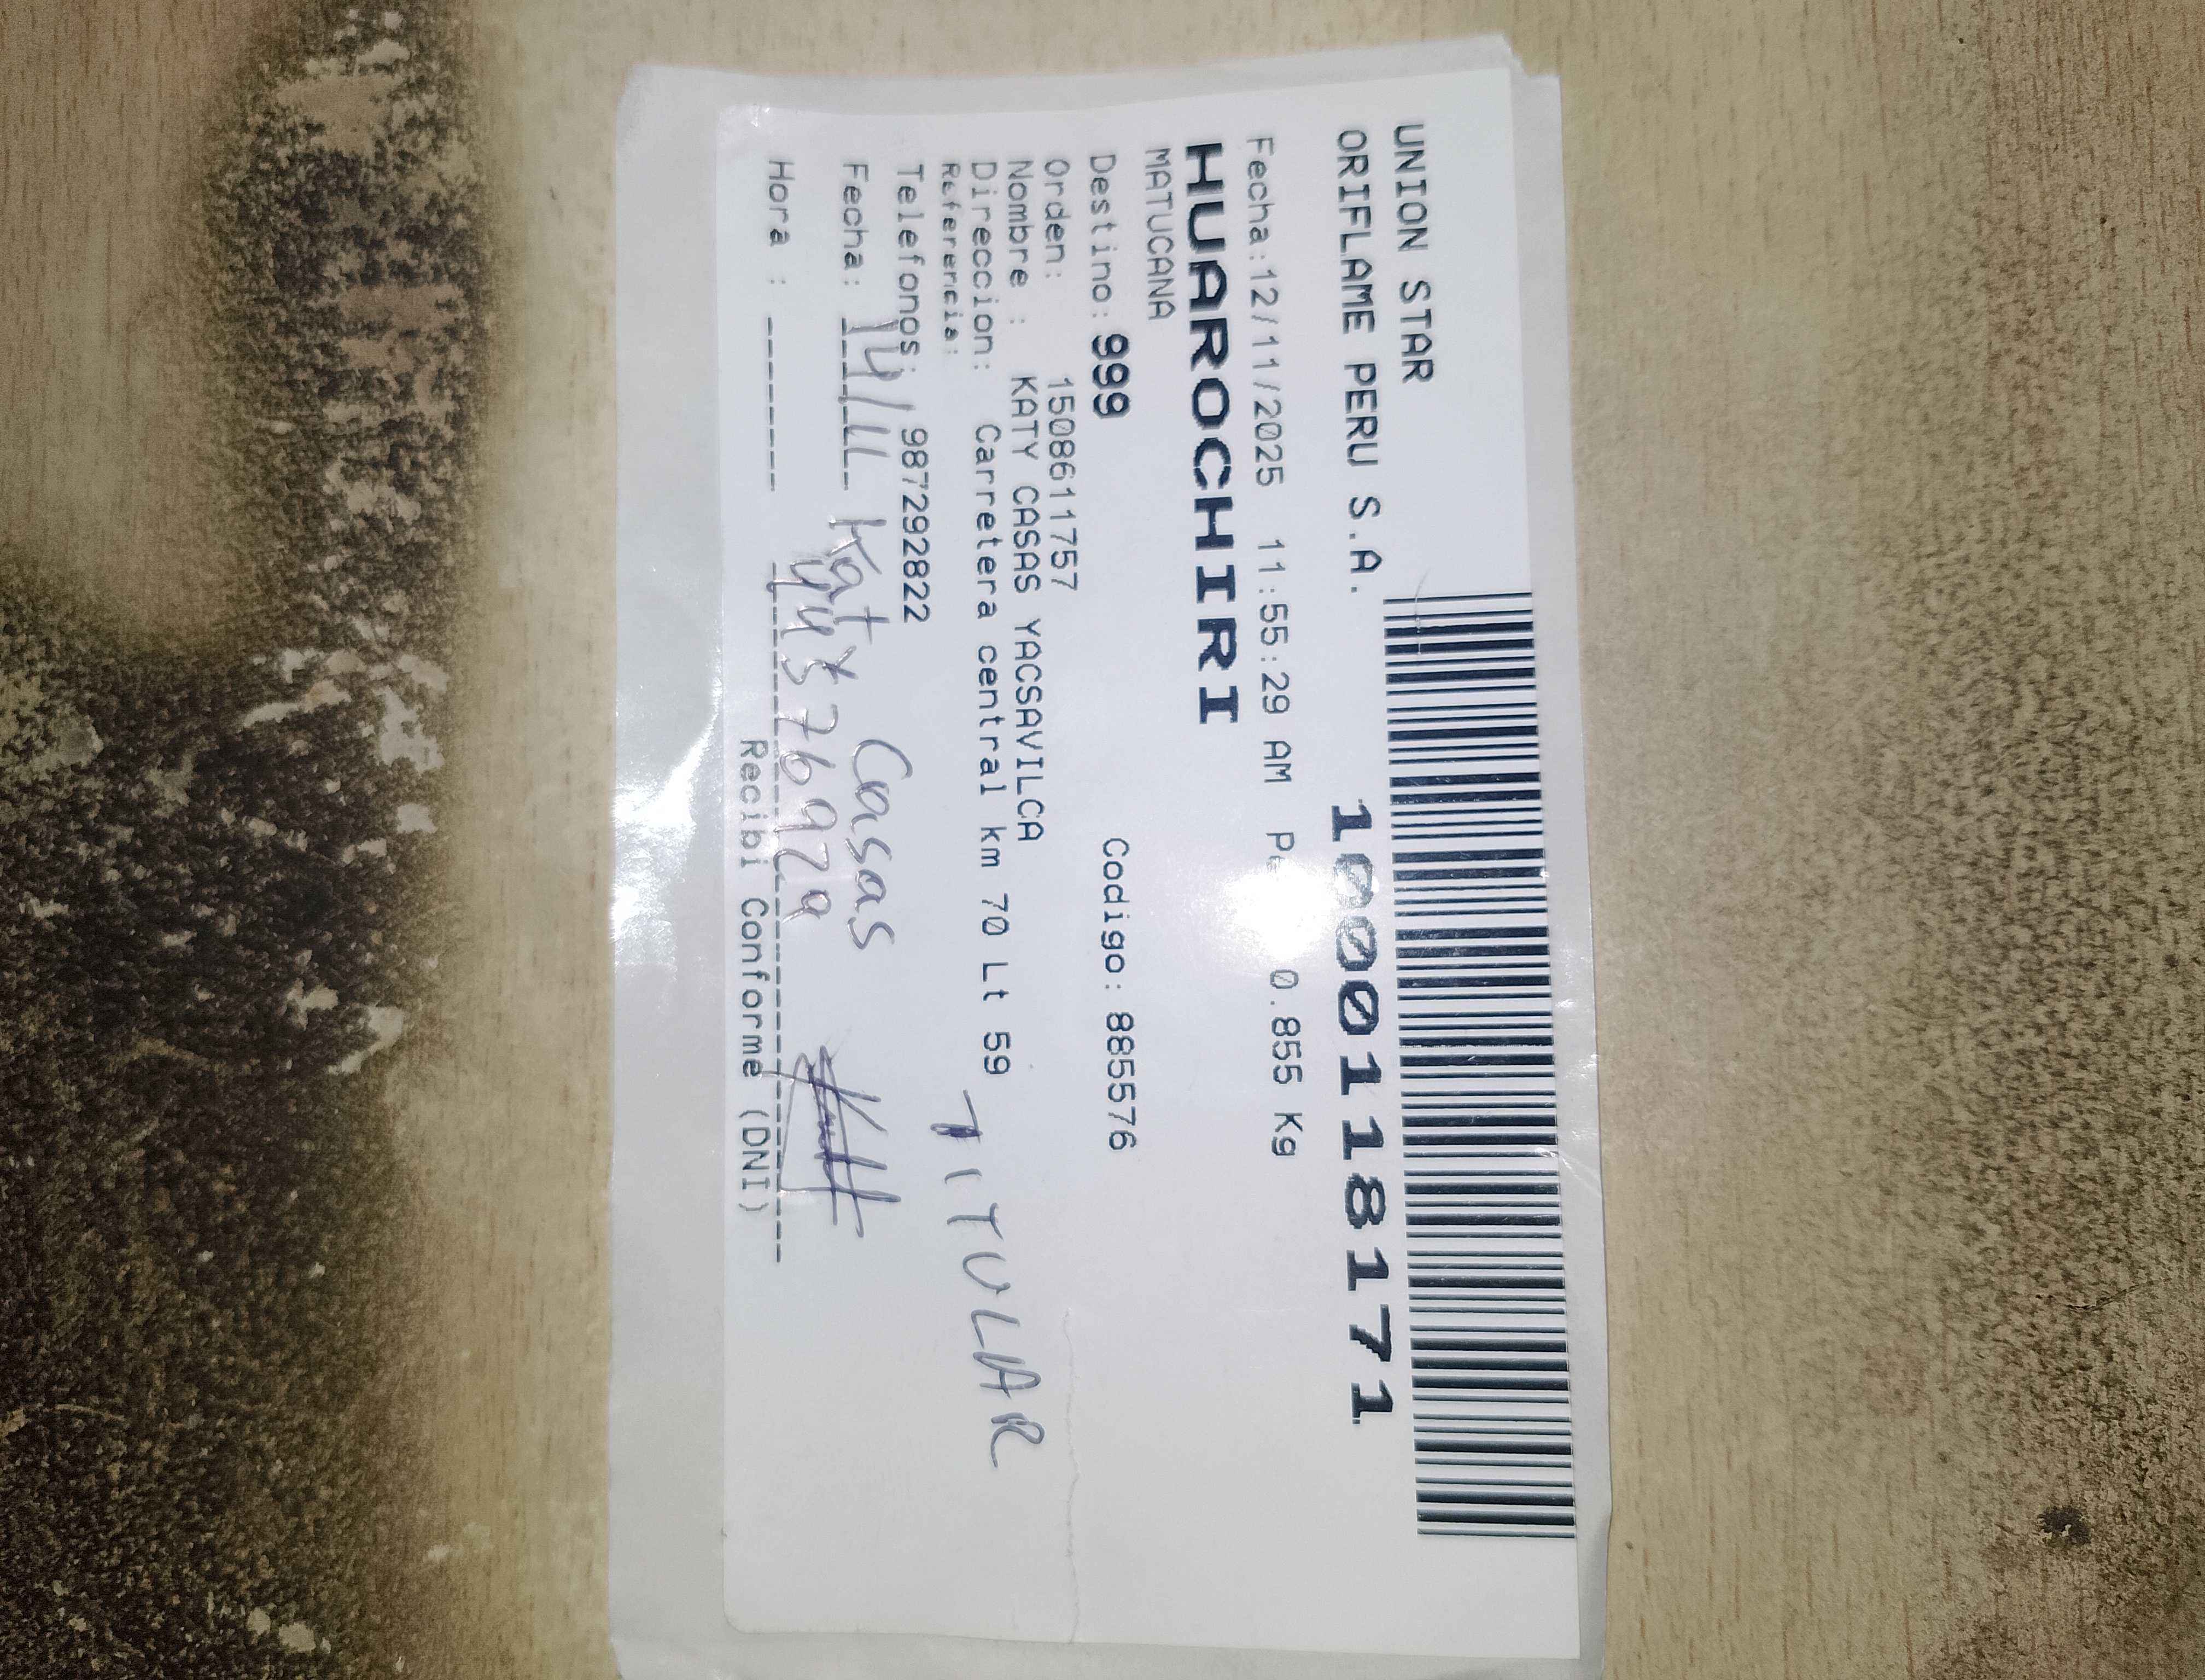 UNION STAR
ORIFLAME PERU S.A. 10001118171
Fecha:12/11/2025 11:55:29 AM 0.855 Kg
HUAROCHIRI
MATUCANA
Destino: 999 Codigo: 885576
Orden: 1508611757
Nombre : KATY CASAS YACSAVILCA
Direccion: Carretera central km 70 Lt 59
Referencia:
TITULAR
Telefonos: 987292822
Fecha: 14/11 Katy Casas
Hora :
Recibi Conforme (DNI)